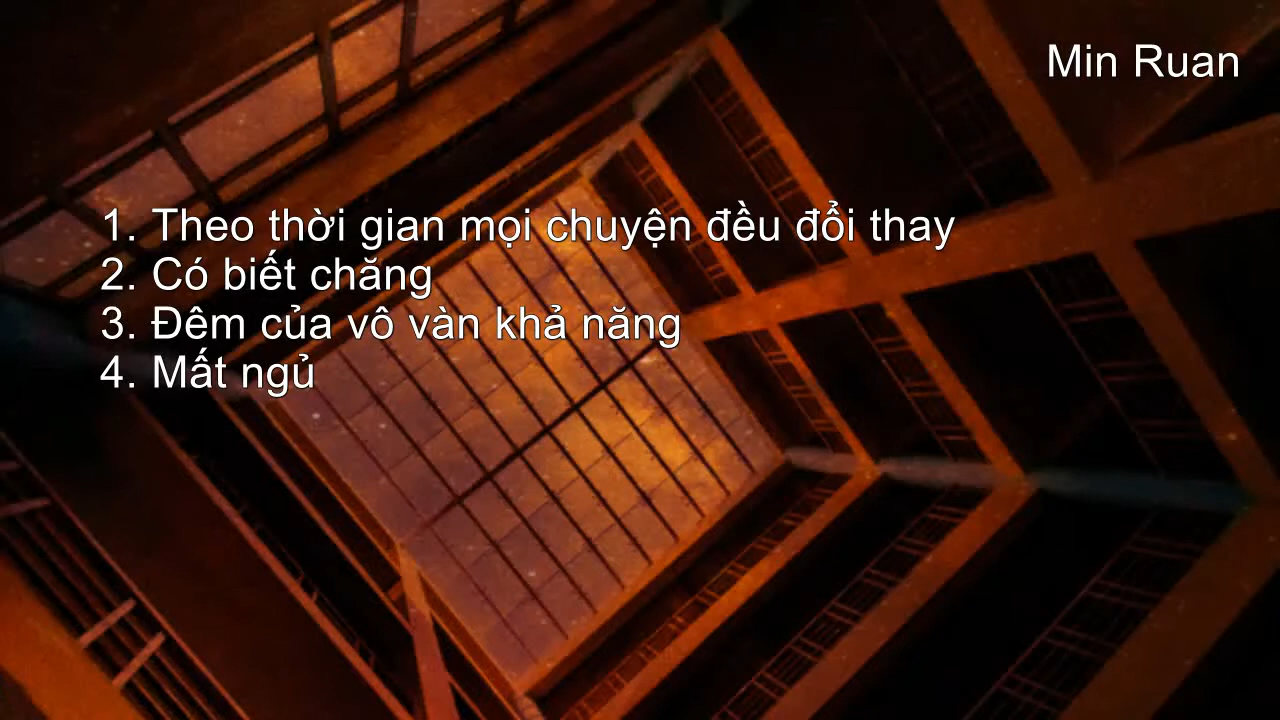 Min Ruan
1. Theo thời gian mọi chuyện đều đổi thay
2. Có biết chăng
3. Đêm của vô vàn khả năng
4. Mất ngủ